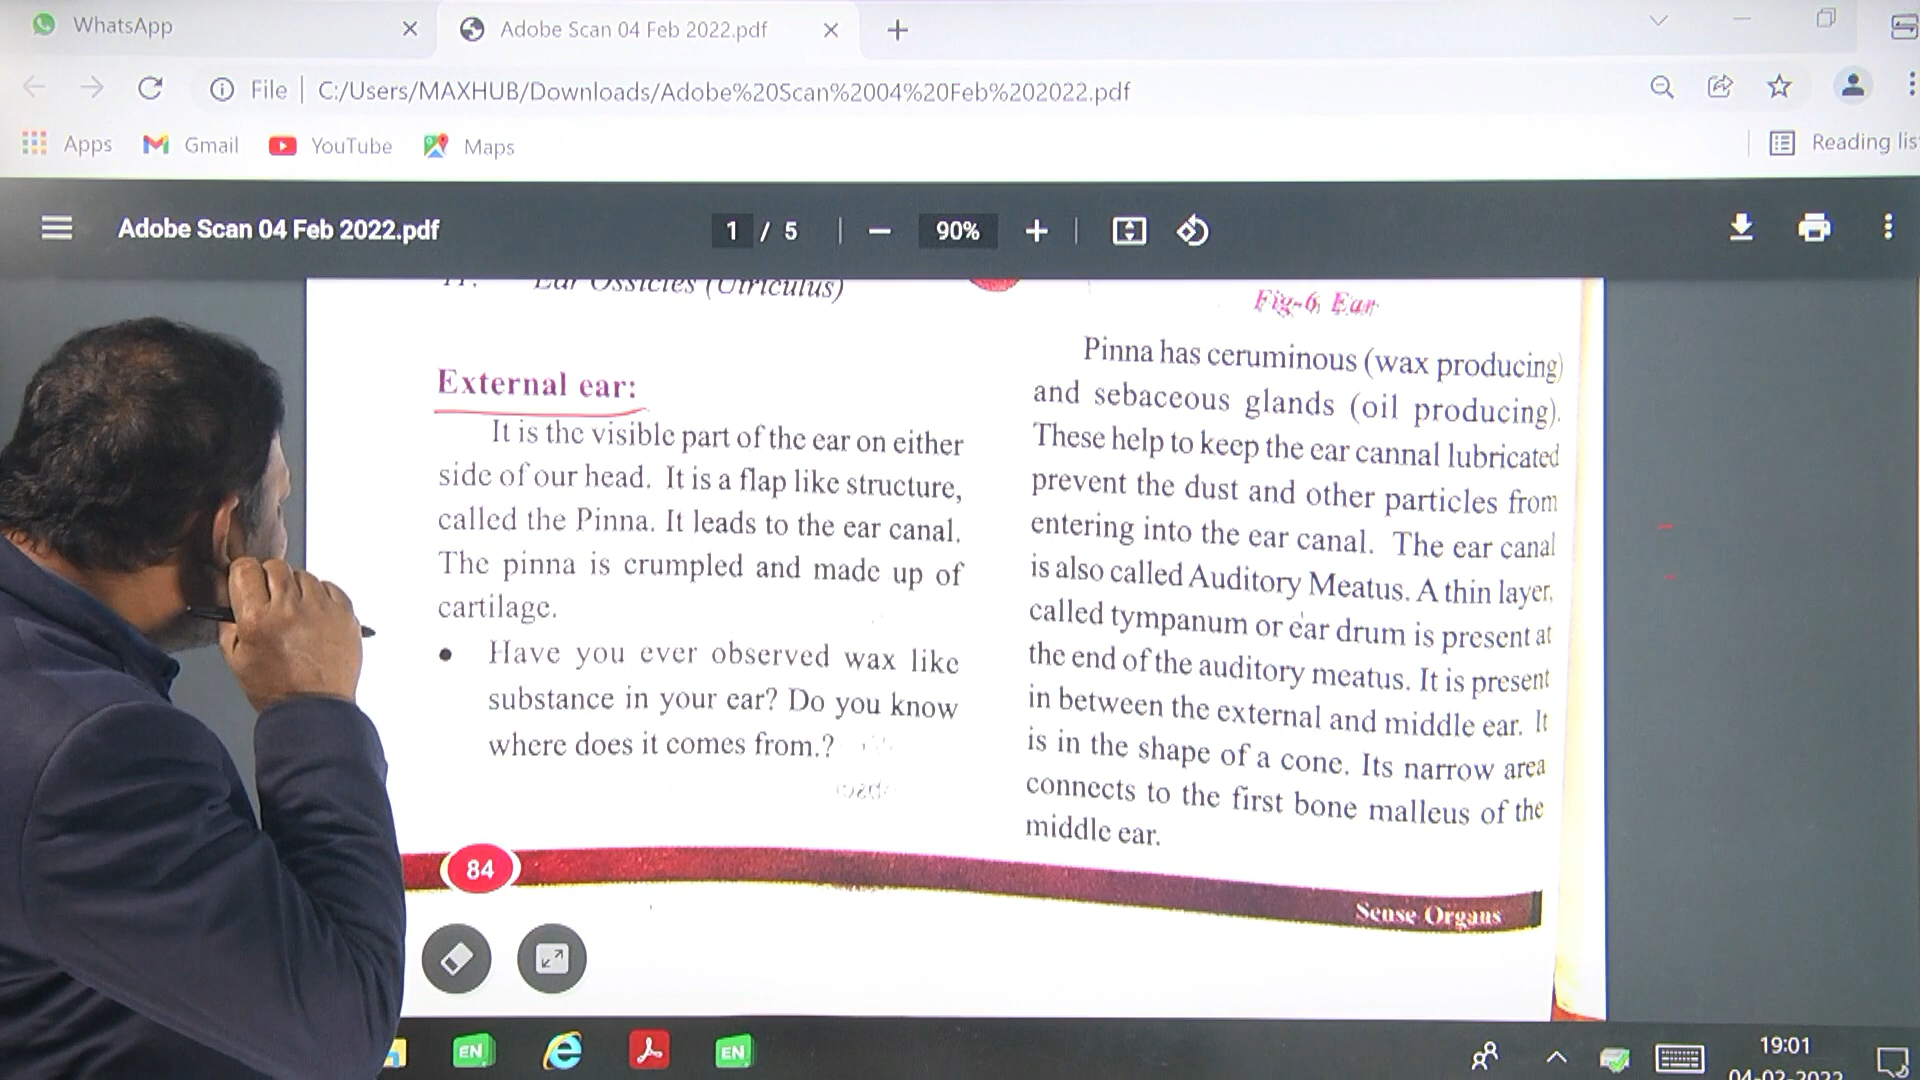 WhatsApp
Adobe Scan 04 Feb 2022.pdf
File
C:/Users/MAXHUB/Downloads/Adobe%20Scan%2004%20Feb%202022.pdf
Apps
Gmail
YouTube
Maps
Reading lis
Adobe Scan 04 Feb 2022.pdf
1 / 5
90%
Ear Ossicles (Utriculus)
External ear:
It is the visible part of the ear on either
side of our head. It is a flap like structure,
called the Pinna. It leads to the ear canal.
The pinna is crumpled and made up of
cartilage.
• Have you ever observed wax like
substance in your ear? Do you know
where does it comes from.?
Fig-6 Ear
Pinna has ceruminous (wax producing)
and sebaceous glands (oil producing).
These help to keep the ear cannal lubricated
prevent the dust and other particles from
entering into the ear canal. The ear canal
is also called Auditory Meatus. A thin layer,
called tympanum or ear drum is present at
the end of the auditory meatus. It is present
in between the external and middle ear. It
is in the shape of a cone. Its narrow area
connects to the first bone malleus of the
middle ear.
84
Sense Organs
EN
EN
19:01
04-02-2022